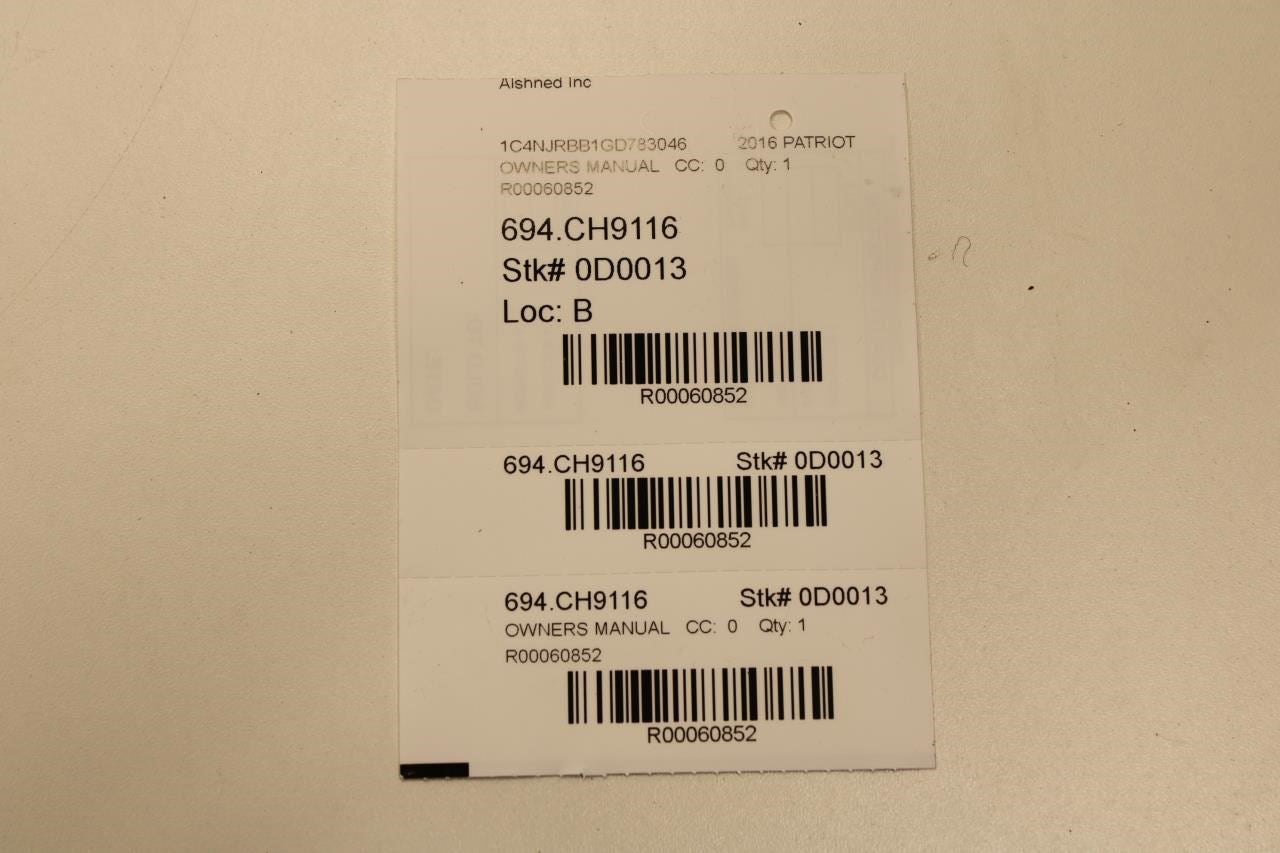 Alshned Inc
1C4NJRBB1GD783046 2016 PATRIOT
OWNERS MANUAL CC: 0 Qty: 1
R00060852
694.CH9116
Stk# 0D0013
Loc: B
R00060852
694.CH9116 Stk# 0D0013
R00060852
694.CH9116 Stk# 0D0013
OWNERS MANUAL CC: 0 Qty: 1
R00060852
R00060852